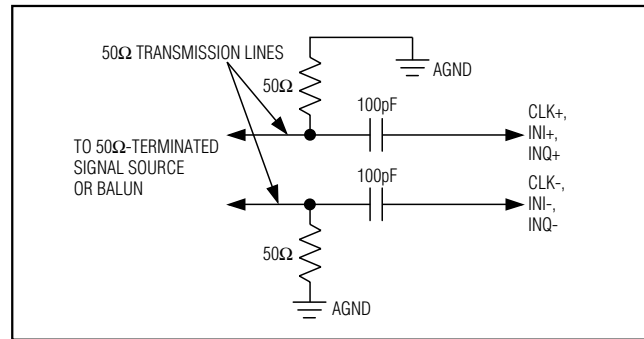 50Ω TRANSMISSION LINES
AGND
50Ω
100pF
CLK+,
INI+,
INQ+
TO 50Ω-TERMINATED
SIGNAL SOURCE
OR BALUN
100pF
CLK-,
INI-,
INQ-
50Ω
AGND